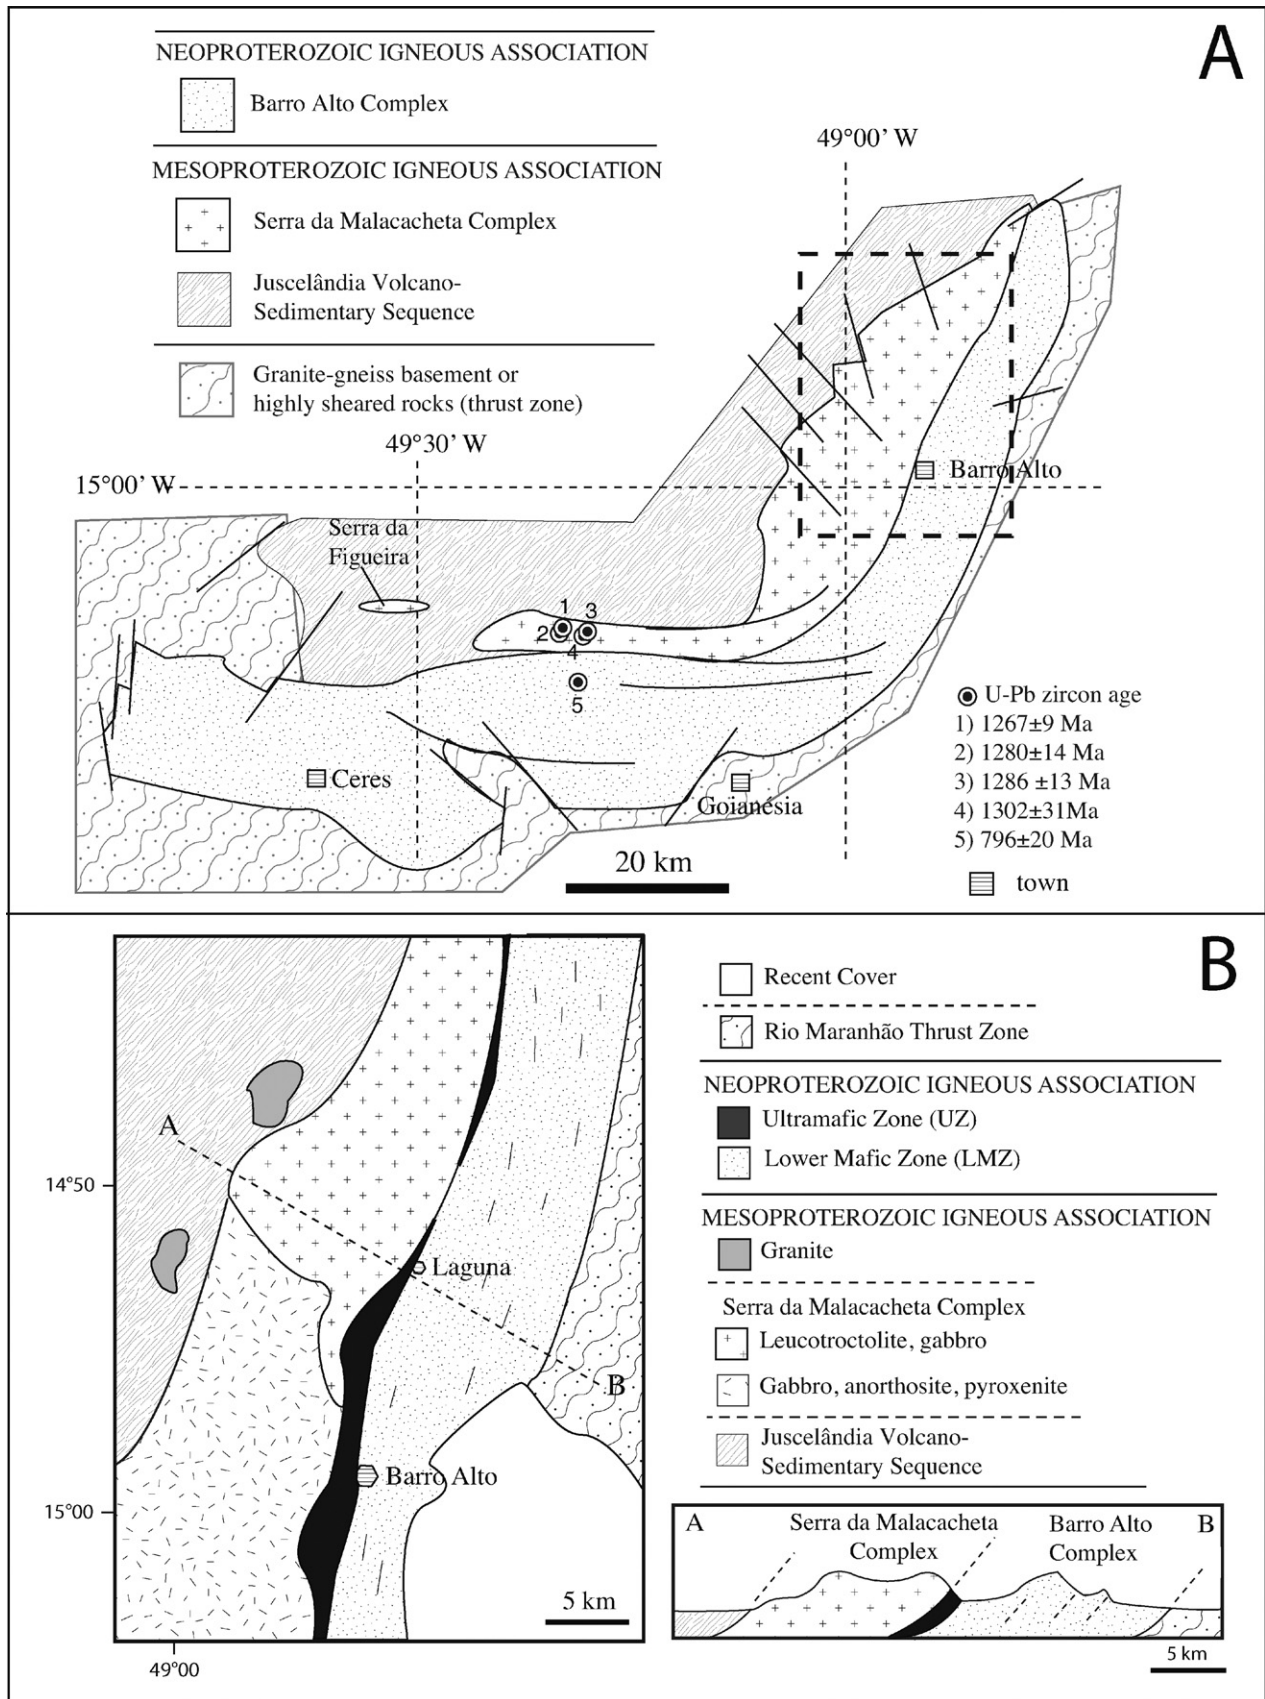 A
NEOPROTEROZOIC IGNEOUS ASSOCIATION
Barro Alto Complex
MESOPROTEROZOIC IGNEOUS ASSOCIATION
Serra da Malacacheta Complex
Juscelândia Volcano-
Sedimentary Sequence
Granite-gneiss basement or
highly sheared rocks (thrust zone)
49°00' W
49°30' W
15°00' W
Barro Alto
Serra da
Figueira
1
3
2
4
5
Ceres
Goianésia
20 km
U-Pb zircon age
1) 1267±9 Ma
2) 1280±14 Ma
3) 1286 ±13 Ma
4) 1302±31Ma
5) 796±20 Ma
town
B
A
14°50
Laguna
B
Barro Alto
15°00
5 km
49°00
Recent Cover
Rio Maranhão Thrust Zone
NEOPROTEROZOIC IGNEOUS ASSOCIATION
Ultramafic Zone (UZ)
Lower Mafic Zone (LMZ)
MESOPROTEROZOIC IGNEOUS ASSOCIATION
Granite
Serra da Malacacheta Complex
Leucotroctolite, gabbro
Gabbro, anorthosite, pyroxenite
Juscelândia Volcano-
Sedimentary Sequence
A
Serra da Malacacheta
Complex
Barro Alto
Complex
B
5 km